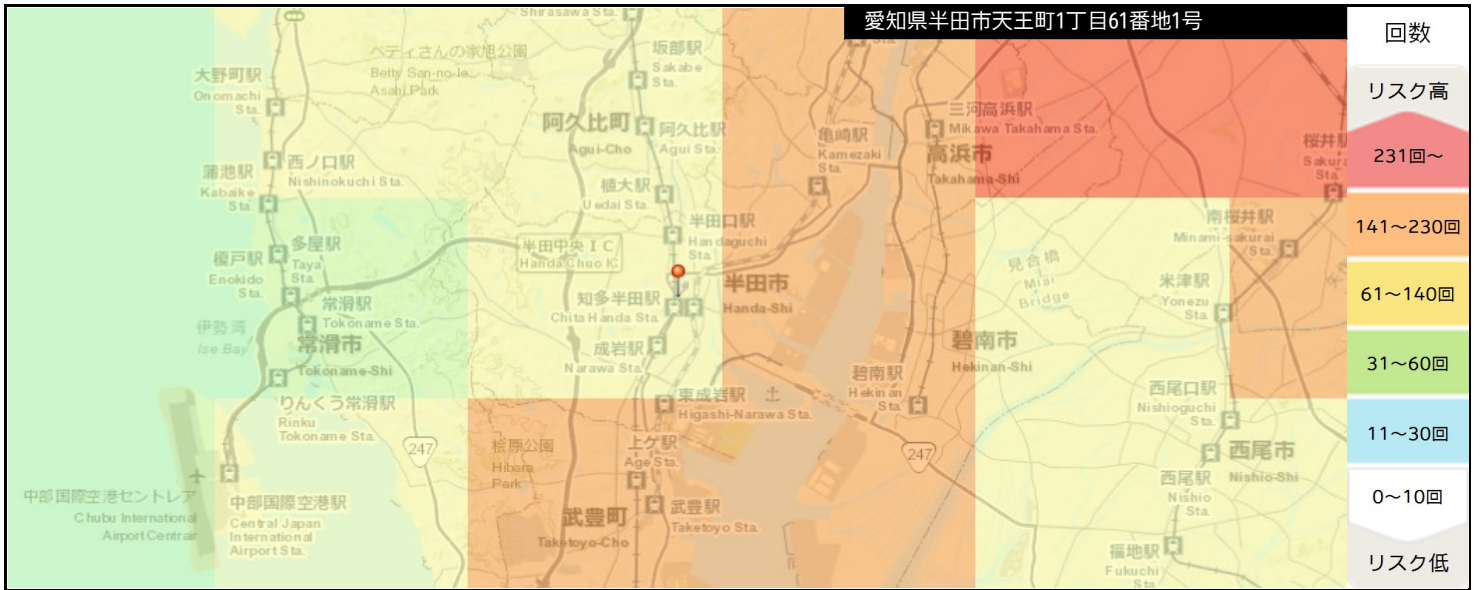 愛知県半田市天王町1丁目61番地1号
回数
リスク高
231回～
141～230回
61～140回
31～60回
11～30回
0～10回
リスク低
Shirasawa Sta.
ベティさんの家旭公園
Betty San-no-Ie
Asahi Park
大野町駅
Onomachi
Sta.
坂部駅
Sakabe
Sta.
阿久比町
Agui-Cho
阿久比駅
Agui Sta.
亀崎駅
Kamezaki
Sta.
三河高浜駅
Mikawa Takahama Sta.
高浜市
Takahama-Shi
桜井駅
Sakura
Sta.
西ノ口駅
Nishinokuchi Sta.
蒲池駅
Kabaike
Sta.
植大駅
Uedai Sta.
半田口駅
Handaguchi
Sta.
南桜井駅
Minami-sakurai
Sta.
多屋駅
Taya
Sta.
榎戸駅
Enokido
Sta.
半田中央ＩＣ
Handa Chuo IC
見合橋
Miai
Bridge
半田市
Handa-Shi
米津駅
Yonezu
Sta.
知多半田駅
Chita Handa Sta.
常滑駅
Tokoname Sta.
伊勢湾
Ise Bay
常滑市
Tokoname-Shi
成岩駅
Narawa Sta.
碧南市
Hekinan-Shi
碧南駅
Hekinan
Sta.
西尾口駅
Nishioguchi
Sta.
東成岩駅
Higashi-Narawa Sta.
りんくう常滑駅
Rinku
Tokoname Sta.
247
桧原公園
Hibara
Park
上ゲ駅
Age Sta.
247
西尾市
Nishio-Shi
西尾駅
Nishio
Sta.
中部国際空港セントレア
Chubu International
Airport Centrair
中部国際空港駅
Central Japan
International
Airport Sta.
武豊町
Taketoyo-Cho
武豊駅
Taketoyo Sta.
福地駅
Fukuchi
Sta.